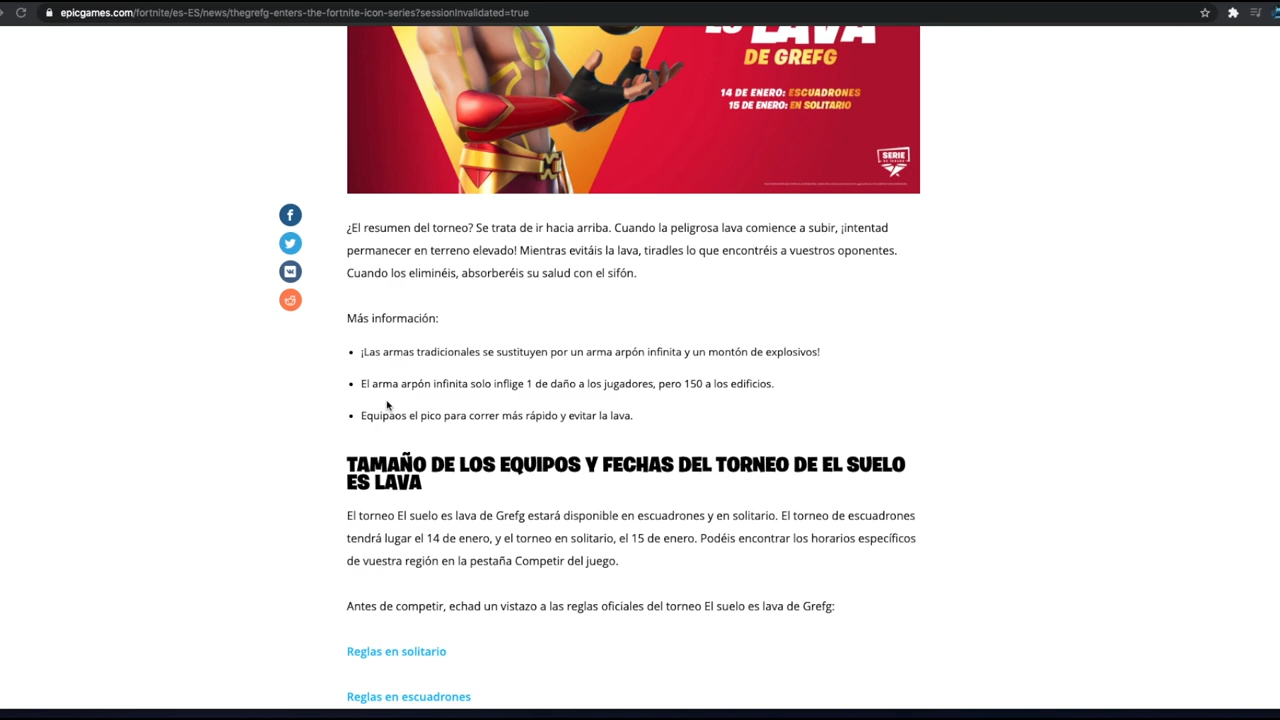 epicgames.com/fortnite/es-ES/news/thegrefg-enters-the-fortnite-icon-series?sessionInvalidated=true
ES LAVA
DE GREFG
14 DE ENERO: ESCUADRONES
15 DE ENERO: EN SOLITARIO
SERIE
¿El resumen del torneo? Se trata de ir hacia arriba. Cuando la peligrosa lava comience a subir, ¡intentad
permanecer en terreno elevado! Mientras evitáis la lava, tiradles lo que encontréis a vuestros oponentes.
Cuando los eliminéis, absorberéis su salud con el sifón.
Más información:
• ¡Las armas tradicionales se sustituyen por un arma arpón infinita y un montón de explosivos!
• El arma arpón infinita solo inflige 1 de daño a los jugadores, pero 150 a los edificios.
• Equipaos el pico para correr más rápido y evitar la lava.
TAMAÑO DE LOS EQUIPOS Y FECHAS DEL TORNEO DE EL SUELO
ES LAVA
El torneo El suelo es lava de Grefg estará disponible en escuadrones y en solitario. El torneo de escuadrones
tendrá lugar el 14 de enero, y el torneo en solitario, el 15 de enero. Podéis encontrar los horarios específicos
de vuestra región en la pestaña Competir del juego.
Antes de competir, echad un vistazo a las reglas oficiales del torneo El suelo es lava de Grefg:
Reglas en solitario
Reglas en escuadrones